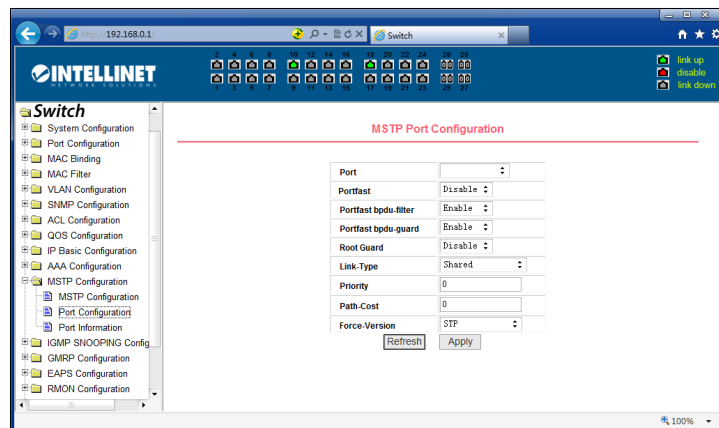 http://192.168.0.1/
Switch
2 4 6 8 10 12 14 16 18 20 22 24 26 28
1 3 5 7 9 11 13 15 17 19 21 23 25 27
INTELLINET
NETWORK SOLUTIONS
link up
disable
link down
Switch
System Configuration
Port Configuration
MAC Binding
MAC Filter
VLAN Configuration
SNMP Configuration
ACL Configuration
QOS Configuration
IP Basic Configuration
AAA Configuration
MSTP Configuration
MSTP Configuration
Port Configuration
Port Information
IGMP SNOOPING Config
GMRP Configuration
EAPS Configuration
RMON Configuration
MSTP Port Configuration
Port
Portfast Disable
Portfast bpdu-filter Enable
Portfast bpdu-guard Enable
Root Guard Disable
Link-Type Shared
Priority 0
Path-Cost 0
Force-Version STP
Refresh Apply
100%